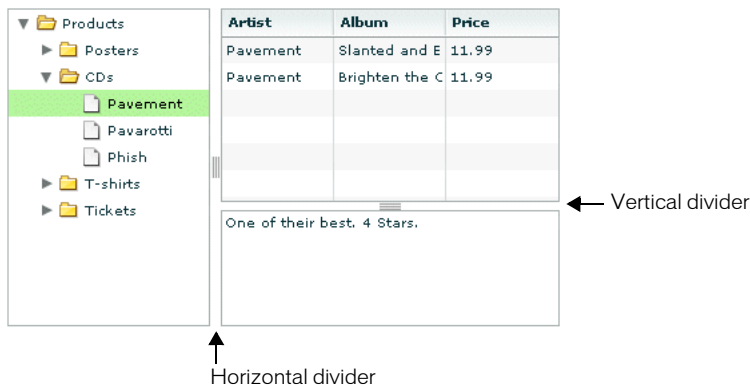 Products
Posters
CDs
Pavement
Pavarotti
Phish
T-shirts
Tickets
Artist Album Price
Pavement Slanted and E 11.99
Pavement Brighten the C 11.99
One of their best. 4 Stars.
Vertical divider
Horizontal divider